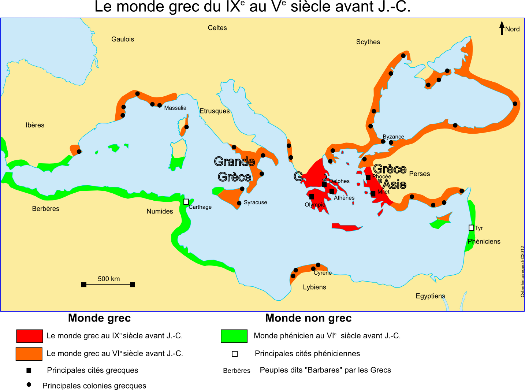 Le monde grec du IXe au Ve siècle avant J.-C.
Nord
Celtes
Gaulois
Scythes
Massalia
Etrusques
Ibères
Byzance
Grande
Grèce
G
Delphes
Grèce
Asie
Phocée
Milet
Perses
Athènes
Olympie
Syracuse
Carthage
Berbères
Numides
Tyr
Phéniciens
Cyrène
Lybiens
Egyptiens
500 km
Monde grec
Monde non grec
Le monde grec au IXe siècle avant J.-C.
Monde phénicien au VIe siècle avant J.-C.
Le monde grec au VIe siècle avant J.-C.
Principales cités phéniciennes
Principales cités grecques
Berbères Peuples dits "Barbares" par les Grecs
Principales colonies grecques